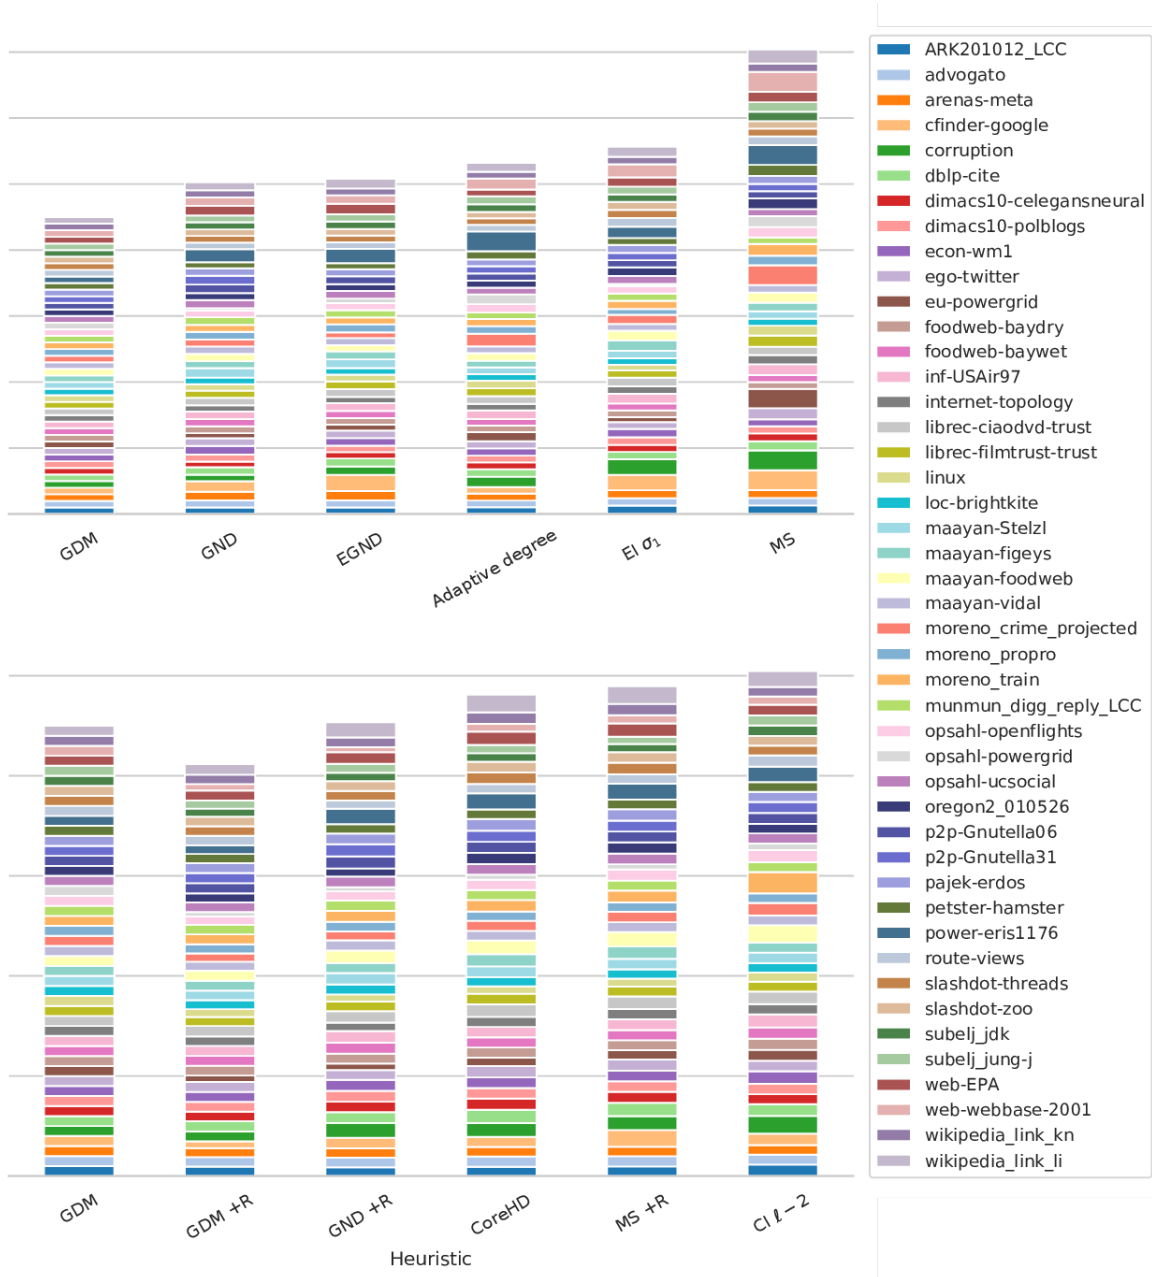 GDM
GND
EGND
Adaptive degree
EI σ₁
MS
GDM
GDM +R
GND +R
CoreHD
MS +R
CI ℓ − 2
Heuristic
ARK201012_LCC
advogato
arenas-meta
cfinder-google
corruption
dblp-cite
dimacs10-celegansneural
dimacs10-polblogs
econ-wm1
ego-twitter
eu-powergrid
foodweb-baydry
foodweb-baywet
inf-USAir97
internet-topology
librec-ciaodvd-trust
librec-filmtrust-trust
linux
loc-brightkite
maayan-Stelzl
maayan-figeys
maayan-foodweb
maayan-vidal
moreno_crime_projected
moreno_propro
moreno_train
munmun_digg_reply_LCC
opsahl-openflights
opsahl-powergrid
opsahl-ucsocial
oregon2_010526
p2p-Gnutella06
p2p-Gnutella31
pajek-erdos
petster-hamster
power-eris1176
route-views
slashdot-threads
slashdot-zoo
subelj_jdk
subelj_jung-j
web-EPA
web-webbase-2001
wikipedia_link_kn
wikipedia_link_li